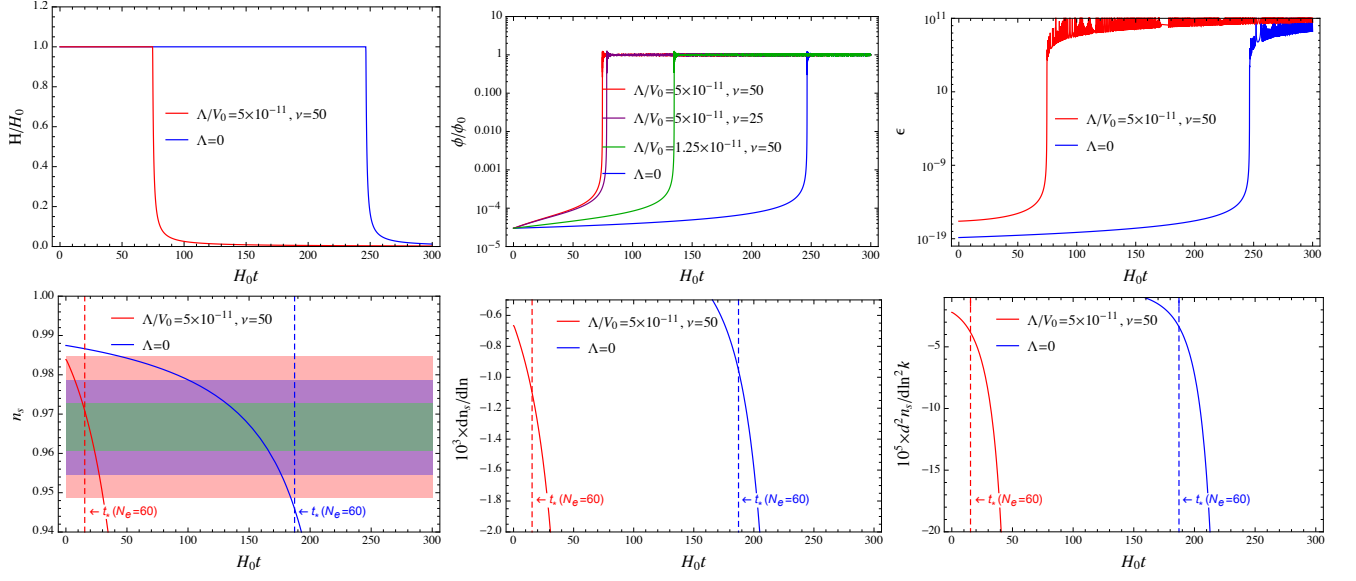 1.2
1.0
0.8
0.6
0.4
0.2
0.0
H/H₀
Λ/V₀=5×10⁻¹¹, ν=50
Λ=0
0 50 100 150 200 250 300
H₀t
10
1
0.100
0.010
0.001
10⁻⁴
10⁻⁵
ϕ/ϕ₀
Λ/V₀=5×10⁻¹¹, ν=50
Λ/V₀=5×10⁻¹¹, ν=25
Λ/V₀=1.25×10⁻¹¹, ν=50
Λ=0
0 50 100 150 200 250 300
H₀t
10¹¹
10
10⁻⁹
10⁻¹⁹
ϵ
Λ/V₀=5×10⁻¹¹, ν=50
Λ=0
0 50 100 150 200 250 300
H₀t
1.00
0.99
0.98
0.97
0.96
0.95
0.94
nₛ
Λ/V₀=5×10⁻¹¹, ν=50
Λ=0
← t⋆(Nₑ=60)
← t⋆(Nₑ=60)
0 50 100 150 200 250 300
H₀t
-0.6
-0.8
-1.0
-1.2
-1.4
-1.6
-1.8
-2.0
10³×dnₛ/dln
Λ/V₀=5×10⁻¹¹, ν=50
Λ=0
← t⋆(Nₑ=60)
← t⋆(Nₑ=60)
0 50 100 150 200 250 300
H₀t
-5
-10
-15
-20
10⁵×d²nₛ/dln²k
Λ/V₀=5×10⁻¹¹, ν=50
Λ=0
← t⋆(Nₑ=60)
← t⋆(Nₑ=60)
0 50 100 150 200 250 300
H₀t